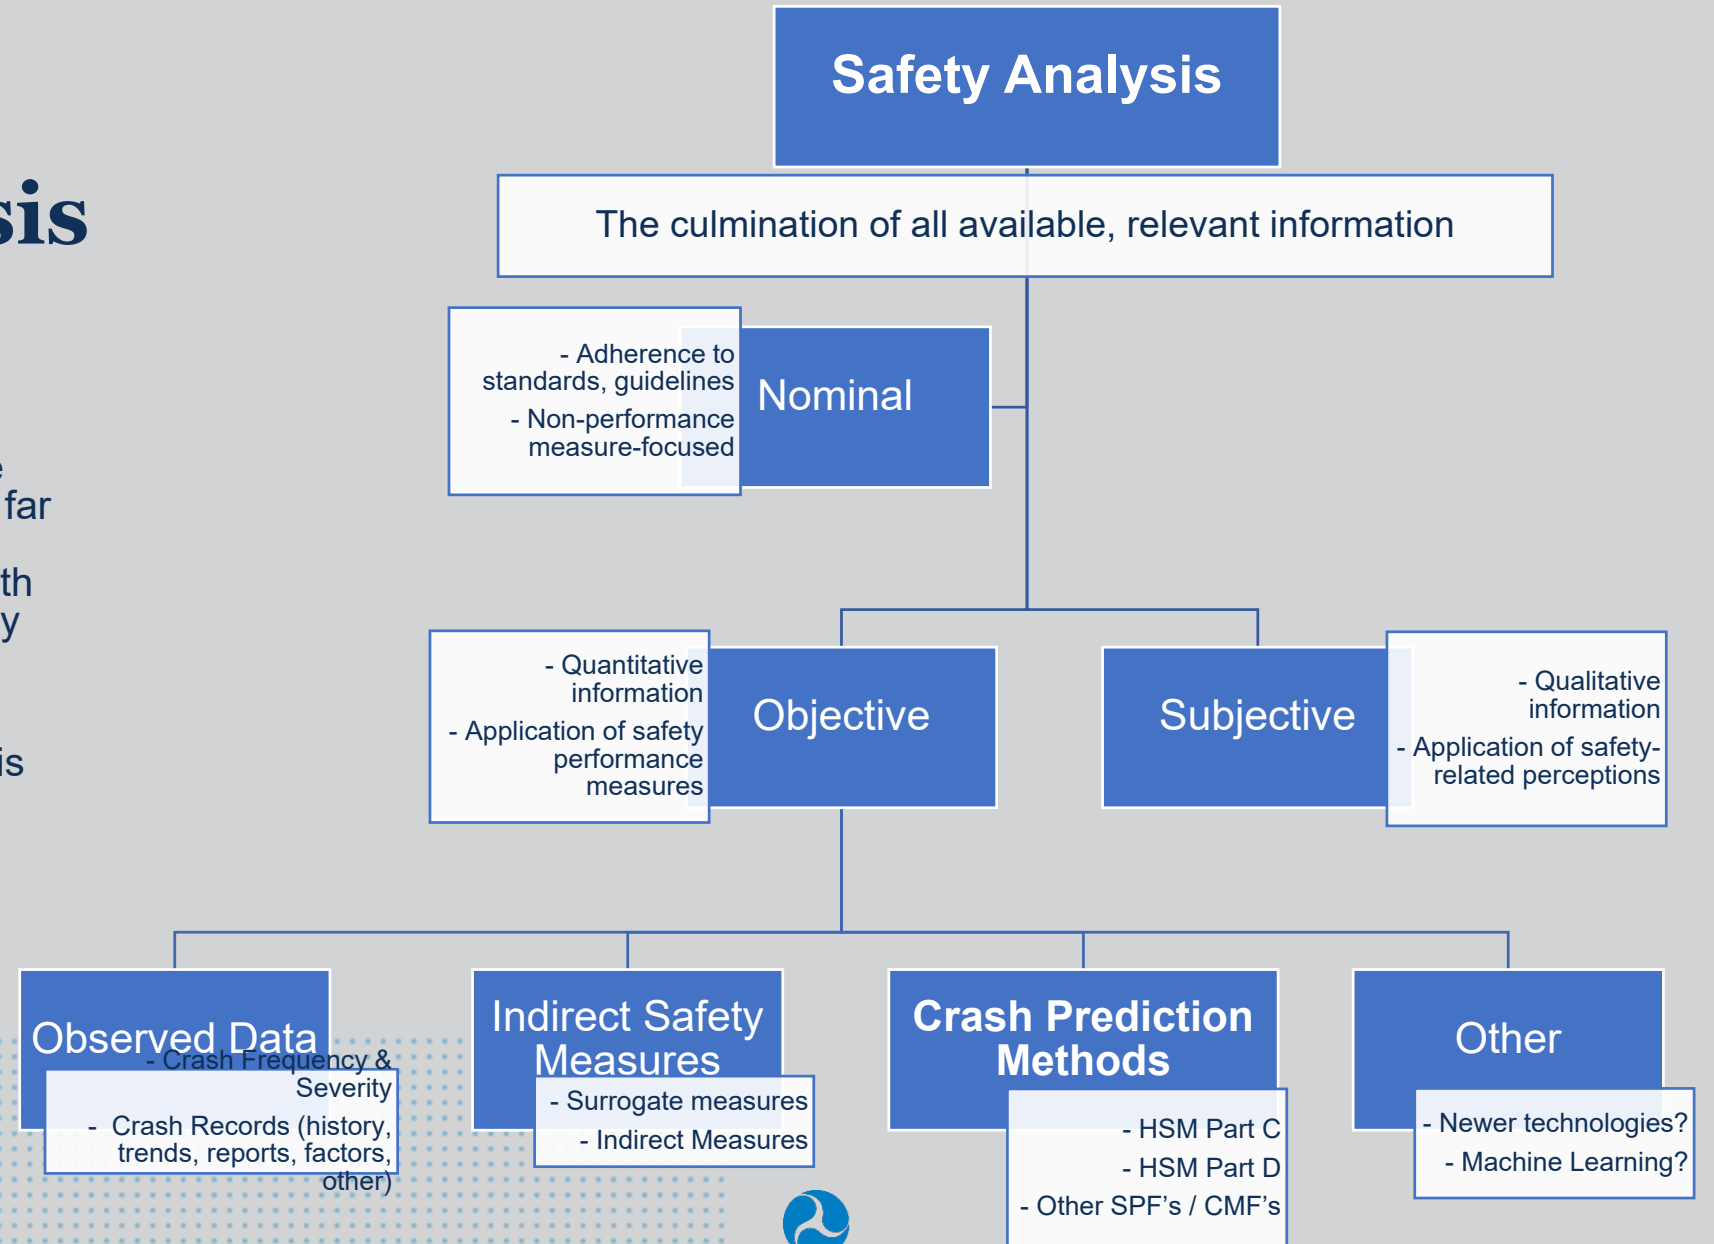 Safety Analysis
The culmination of all available, relevant information
sis
e
far
th
y
is
- Adherence to
standards, guidelines
- Non-performance
measure-focused
Nominal
- Quantitative
information
- Application of safety
performance
measures
Objective
Subjective
- Qualitative
information
- Application of safety-
related perceptions
Observed Data
- Crash Frequency &
Severity
- Crash Records (history,
trends, reports, factors,
other)
Indirect Safety
Measures
- Surrogate measures
- Indirect Measures
Crash Prediction
Methods
- HSM Part C
- HSM Part D
- Other SPF's / CMF's
Other
- Newer technologies?
- Machine Learning?